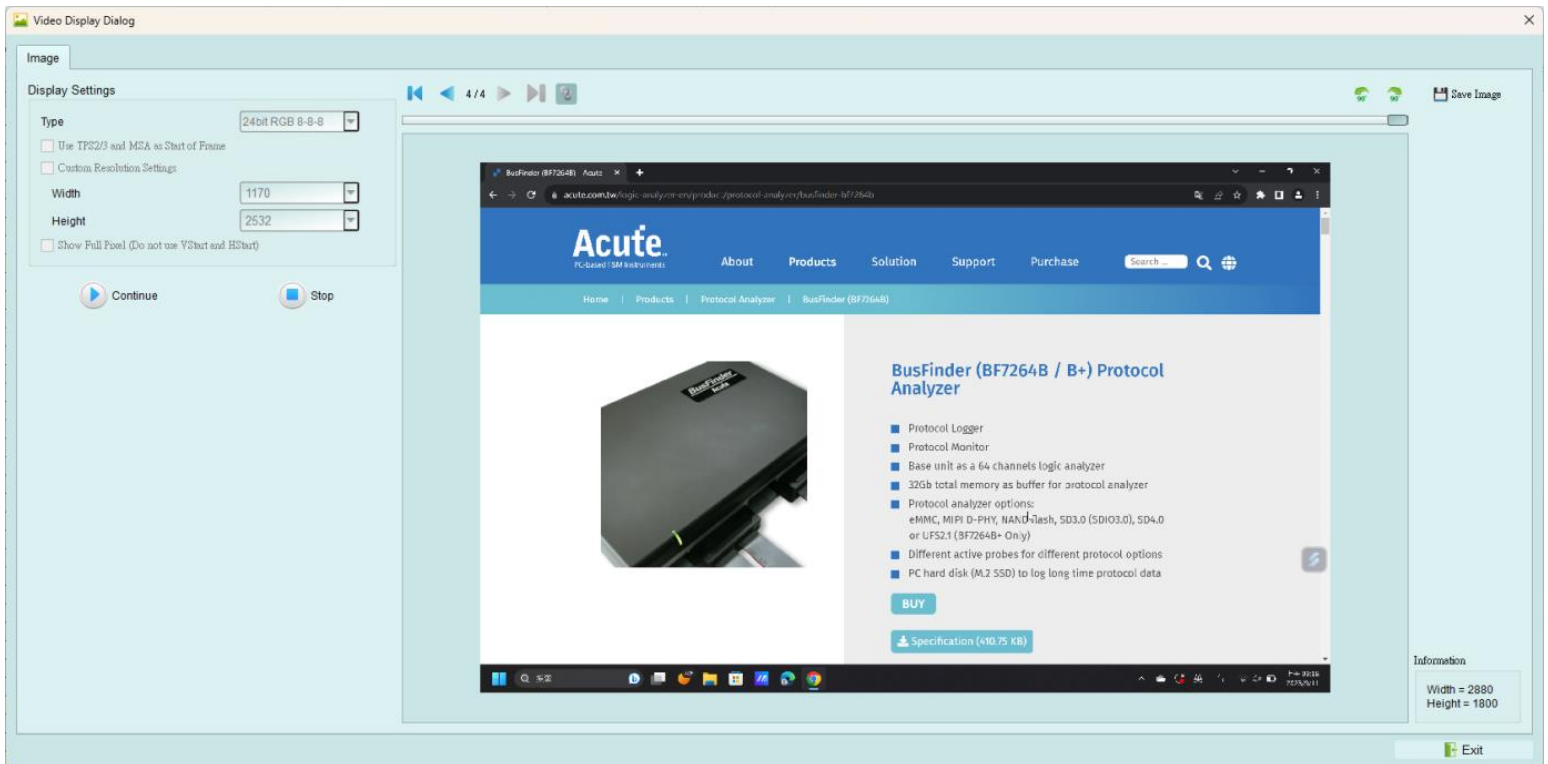 Video Display Dialog
Image
Display Settings
Type
24bit RGB 8-8-8
Use TPS2/3 and MSA as Start of Frame
Custom Resolution Settings
Width
1170
Height
2532
Show Full Pixel (Do not use VStart and HStart)
Continue
Stop
4/4
90°
90°
Save Image
BusFinder (BF7264B) Acute
acute.com.tw/logic-analyzer-en/product/protocol-analyzer/busfinder-bf7264b
Acute
PC-based T&M Instruments
About
Products
Solution
Support
Purchase
Search ...
Home | Products | Protocol Analyzer | BusFinder (BF7264B)
BusFinder
Acute
BusFinder (BF7264B / B+) Protocol
Analyzer
Protocol Logger
Protocol Monitor
Base unit as a 64 channels logic analyzer
32Gb total memory as buffer for protocol analyzer
Protocol analyzer options:
eMMC, MIPI D-PHY, NAND Flash, SD3.0 (SDIO3.0), SD4.0
or UFS2.1 (BF7264B+ Only)
Different active probes for different protocol options
PC hard disk (M.2 SSD) to log long time protocol data
BUY
Specification (410.75 KB)
Information
Width = 2880
Height = 1800
Exit